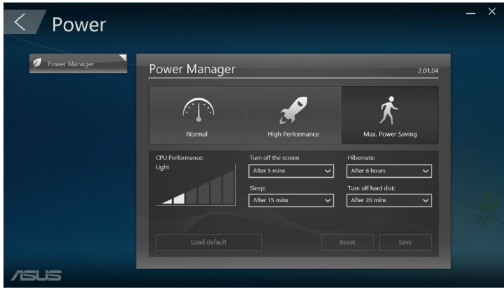 Power
Power Manager
Power Manager
2.01.04
Normal
High Performance
Max. Power Saving
CPU Performance:
Light
Turn off the screen
After 5 mins
Hibernate:
After 6 hours
Sleep:
After 15 mins
Turn off hard disk:
After 20 mins
Load default
Reset
Save
ASUS